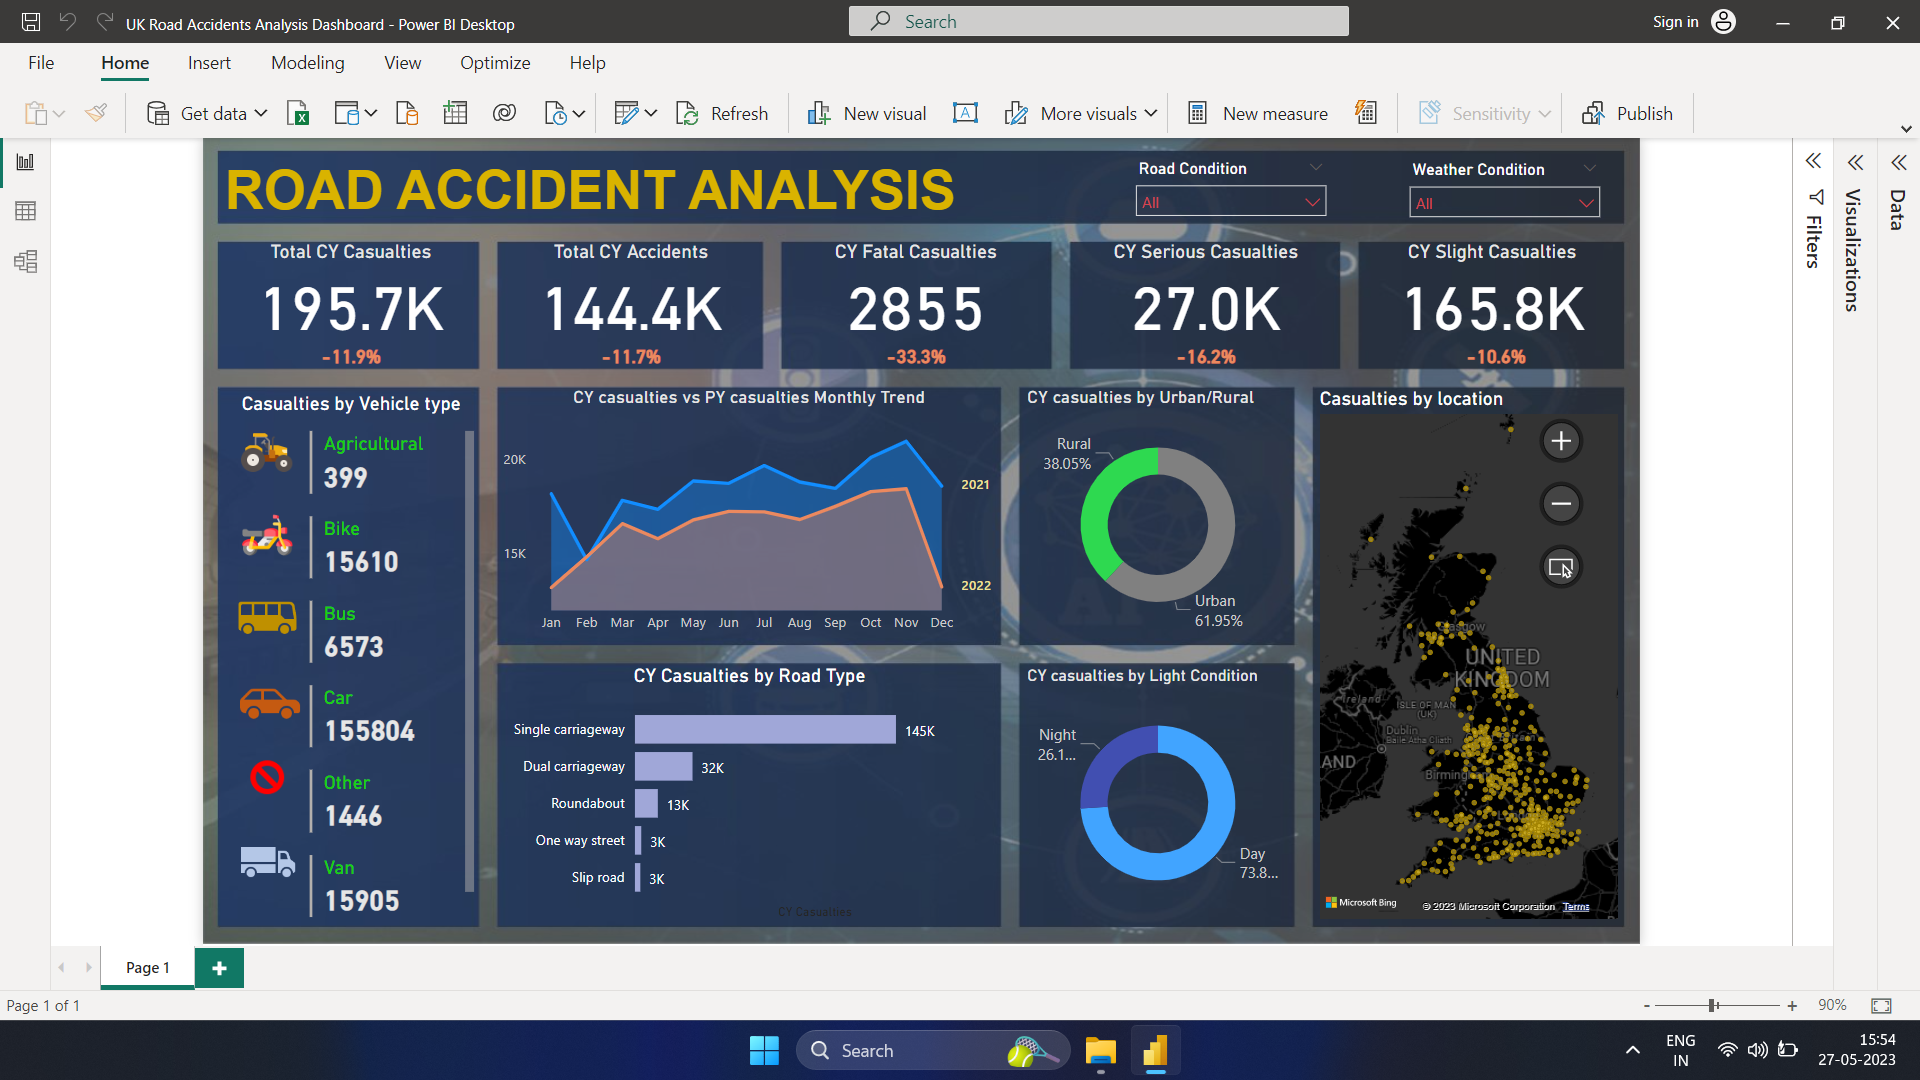 UK Road Accidents Analysis Dashboard - Power BI Desktop
Search
Sign in
File
Home
Insert
Modeling
View
Optimize
Help
Get data
Refresh
New visual
More visuals
New measure
Sensitivity
Publish
ROAD ACCIDENT ANALYSIS
Road Condition
All
Weather Condition
All
Filters
Visualizations
Data
Total CY Casualties
195.7K
-11.9%
Total CY Accidents
144.4K
-11.7%
CY Fatal Casualties
2855
-33.3%
CY Serious Casualties
27.0K
-16.2%
CY Slight Casualties
165.8K
-10.6%
Casualties by Vehicle type
Agricultural
399
Bike
15610
Bus
6573
Car
155804
Other
1446
Van
15905
CY casualties vs PY casualties Monthly Trend
20K
15K
2021
2022
Jan Feb Mar Apr May Jun Jul Aug Sep Oct Nov Dec
CY Casualties by Road Type
Single carriageway 145K
Dual carriageway 32K
Roundabout 13K
One way street 3K
Slip road 3K
CY Casualties
CY casualties by Urban/Rural
Rural
38.05%
Urban
61.95%
CY casualties by Light Condition
Night
26.1...
Day
73.8...
Casualties by location
Glasgow
UNITED
KINGDOM
Ireland
ISLE OF MAN
(UK)
Dublin
Baile Átha Cliath
AND
Microsoft Bing
© 2023 Microsoft Corporation Terms
Page 1
Page 1 of 1
- + 90%
Search
ENG
IN
15:54
27-05-2023